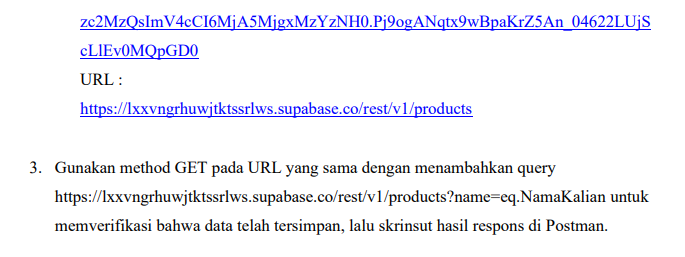 zc2MzQsImV4cCI6MjA5MjgxMzYzNH0.Pj9ogANqtx9wBpaKrZ5An_04622LUjS
cLlEv0MQpGD0
URL :
https://lxxvngrhuwjtktssrlws.supabase.co/rest/v1/products
3. Gunakan method GET pada URL yang sama dengan menambahkan query
https://lxxvngrhuwjtktssrlws.supabase.co/rest/v1/products?name=eq.NamaKalian untuk
memverifikasi bahwa data telah tersimpan, lalu skrinsut hasil respons di Postman.